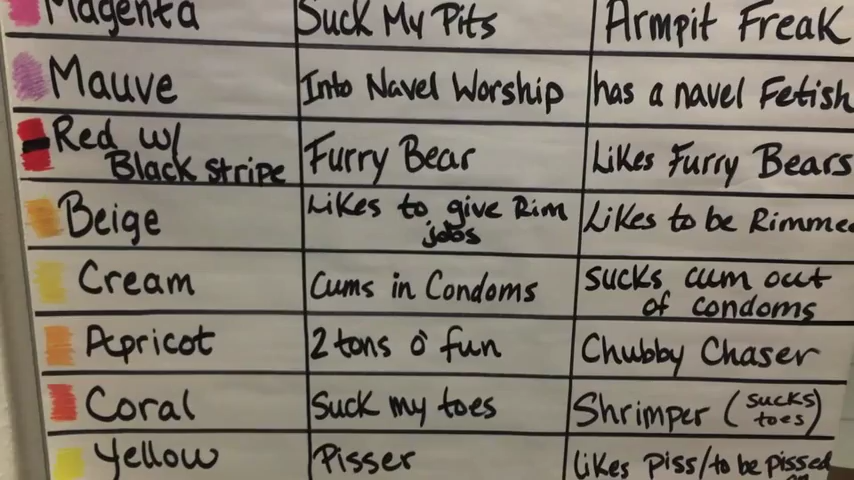 Magenta Suck My Pits Armpit Freak
Mauve Into Navel Worship has a navel Fetish
Red w/
Black stripe Furry Bear Likes Furry Bears
Beige Likes to give Rim
jobs Likes to be Rimmed
Cream Cums in Condoms sucks cum out
of condoms
Apricot 2 tons o' fun Chubby Chaser
Coral Suck my toes Shrimper (sucks
toes)
Yellow Pisser likes Piss/to be pissed